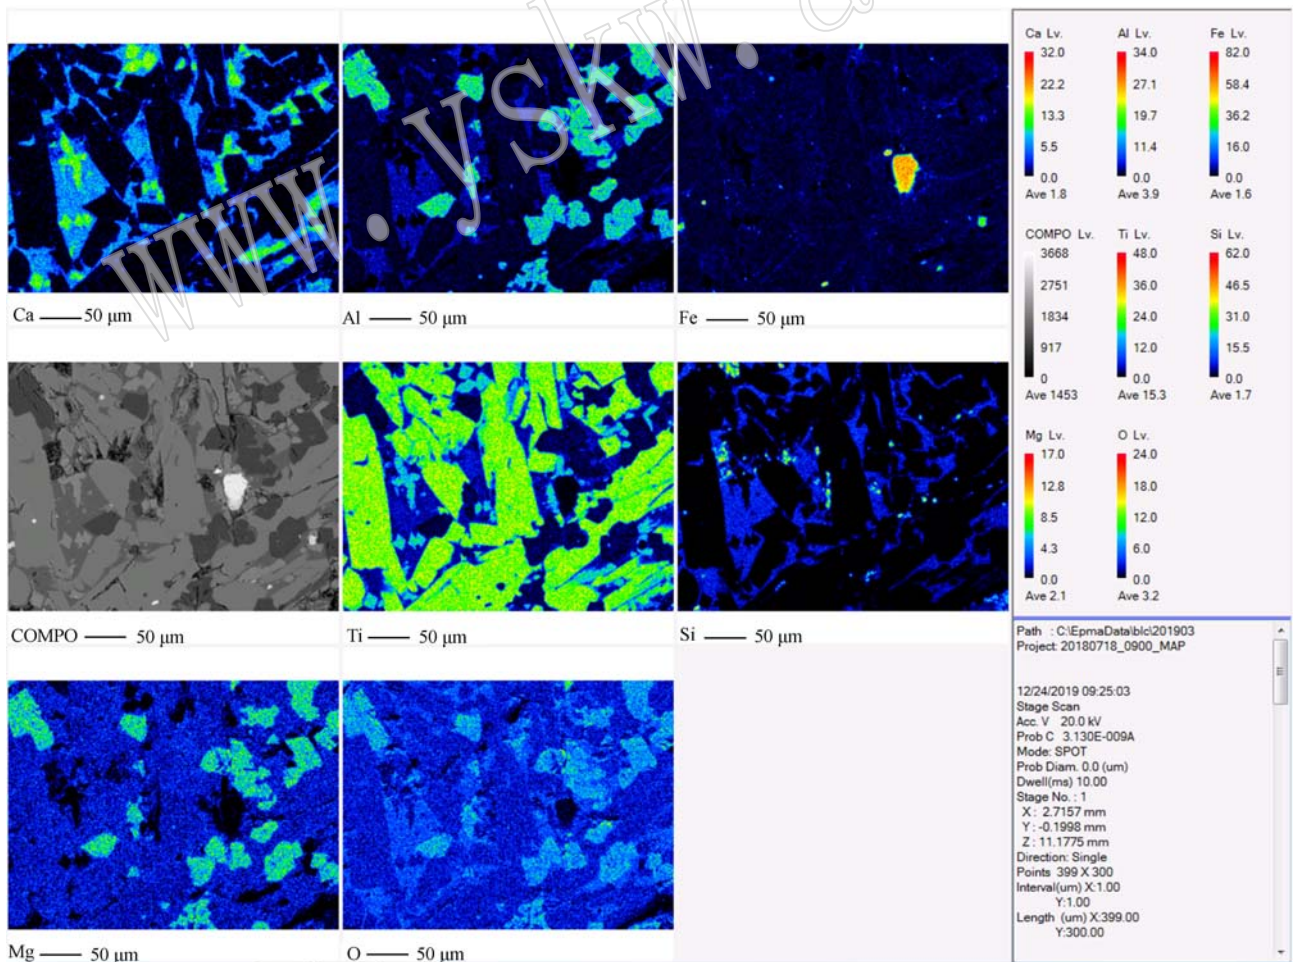 www.yskw.
Ca 50 μm
Al 50 μm
Fe 50 μm
COMPO 50 μm
Ti 50 μm
Si 50 μm
Mg 50 μm
O 50 μm
Ca Lv. Al Lv. Fe Lv.
32.0 34.0 82.0
22.2 27.1 58.4
13.3 19.7 36.2
5.5 11.4 16.0
0.0 0.0 0.0
Ave 1.8 Ave 3.9 Ave 1.6
COMPO Lv. Ti Lv. Si Lv.
3668 48.0 62.0
2751 36.0 46.5
1834 24.0 31.0
917 12.0 15.5
0 0.0 0.0
Ave 1453 Ave 15.3 Ave 1.7
Mg Lv. O Lv.
17.0 24.0
12.8 18.0
8.5 12.0
4.3 6.0
0.0 0.0
Ave 2.1 Ave 3.2
Path : C:\EpmaData\blc\201903
Project: 20180718_0900_MAP
12/24/2019 09:25:03
Stage Scan
Acc. V 20.0 kV
Prob C 3.130E-009A
Mode: SPOT
Prob Diam. 0.0 (um)
Dwell(ms) 10.00
Stage No. : 1
X : 2.7157 mm
Y : -0.1998 mm
Z : 11.1775 mm
Direction: Single
Points 399 X 300
Interval(um) X:1.00
Y:1.00
Length (um) X:399.00
Y:300.00